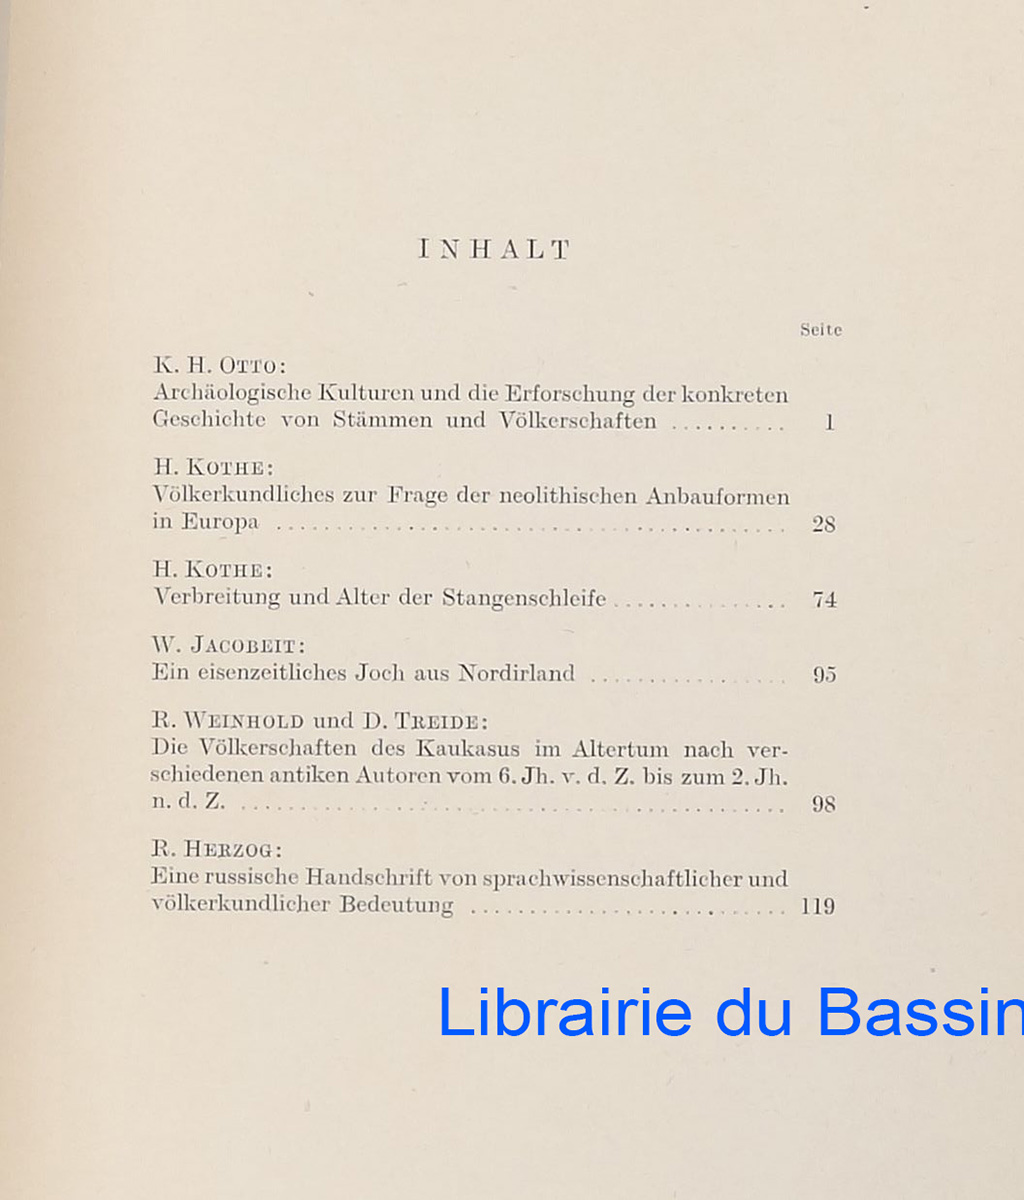 INHALT
Seite
K. H. OTTO:
Archäologische Kulturen und die Erforschung der konkreten
Geschichte von Stämmen und Völkerschaften .......... 1
H. KOTHE:
Völkerkundliches zur Frage der neolithischen Anbauformen
in Europa ........................................ 28
H. KOTHE:
Verbreitung und Alter der Stangenschleife .............. 74
W. JACOBEIT:
Ein eisenzeitliches Joch aus Nordirland ................ 95
R. WEINHOLD und D. TREIDE:
Die Völkerschaften des Kaukasus im Altertum nach ver-
schiedenen antiken Autoren vom 6. Jh. v. d. Z. bis zum 2. Jh.
n. d. Z. ............................................ 98
R. HERZOG:
Eine russische Handschrift von sprachwissenschaftlicher und
völkerkundlicher Bedeutung ......................... 119
Librairie du Bassin